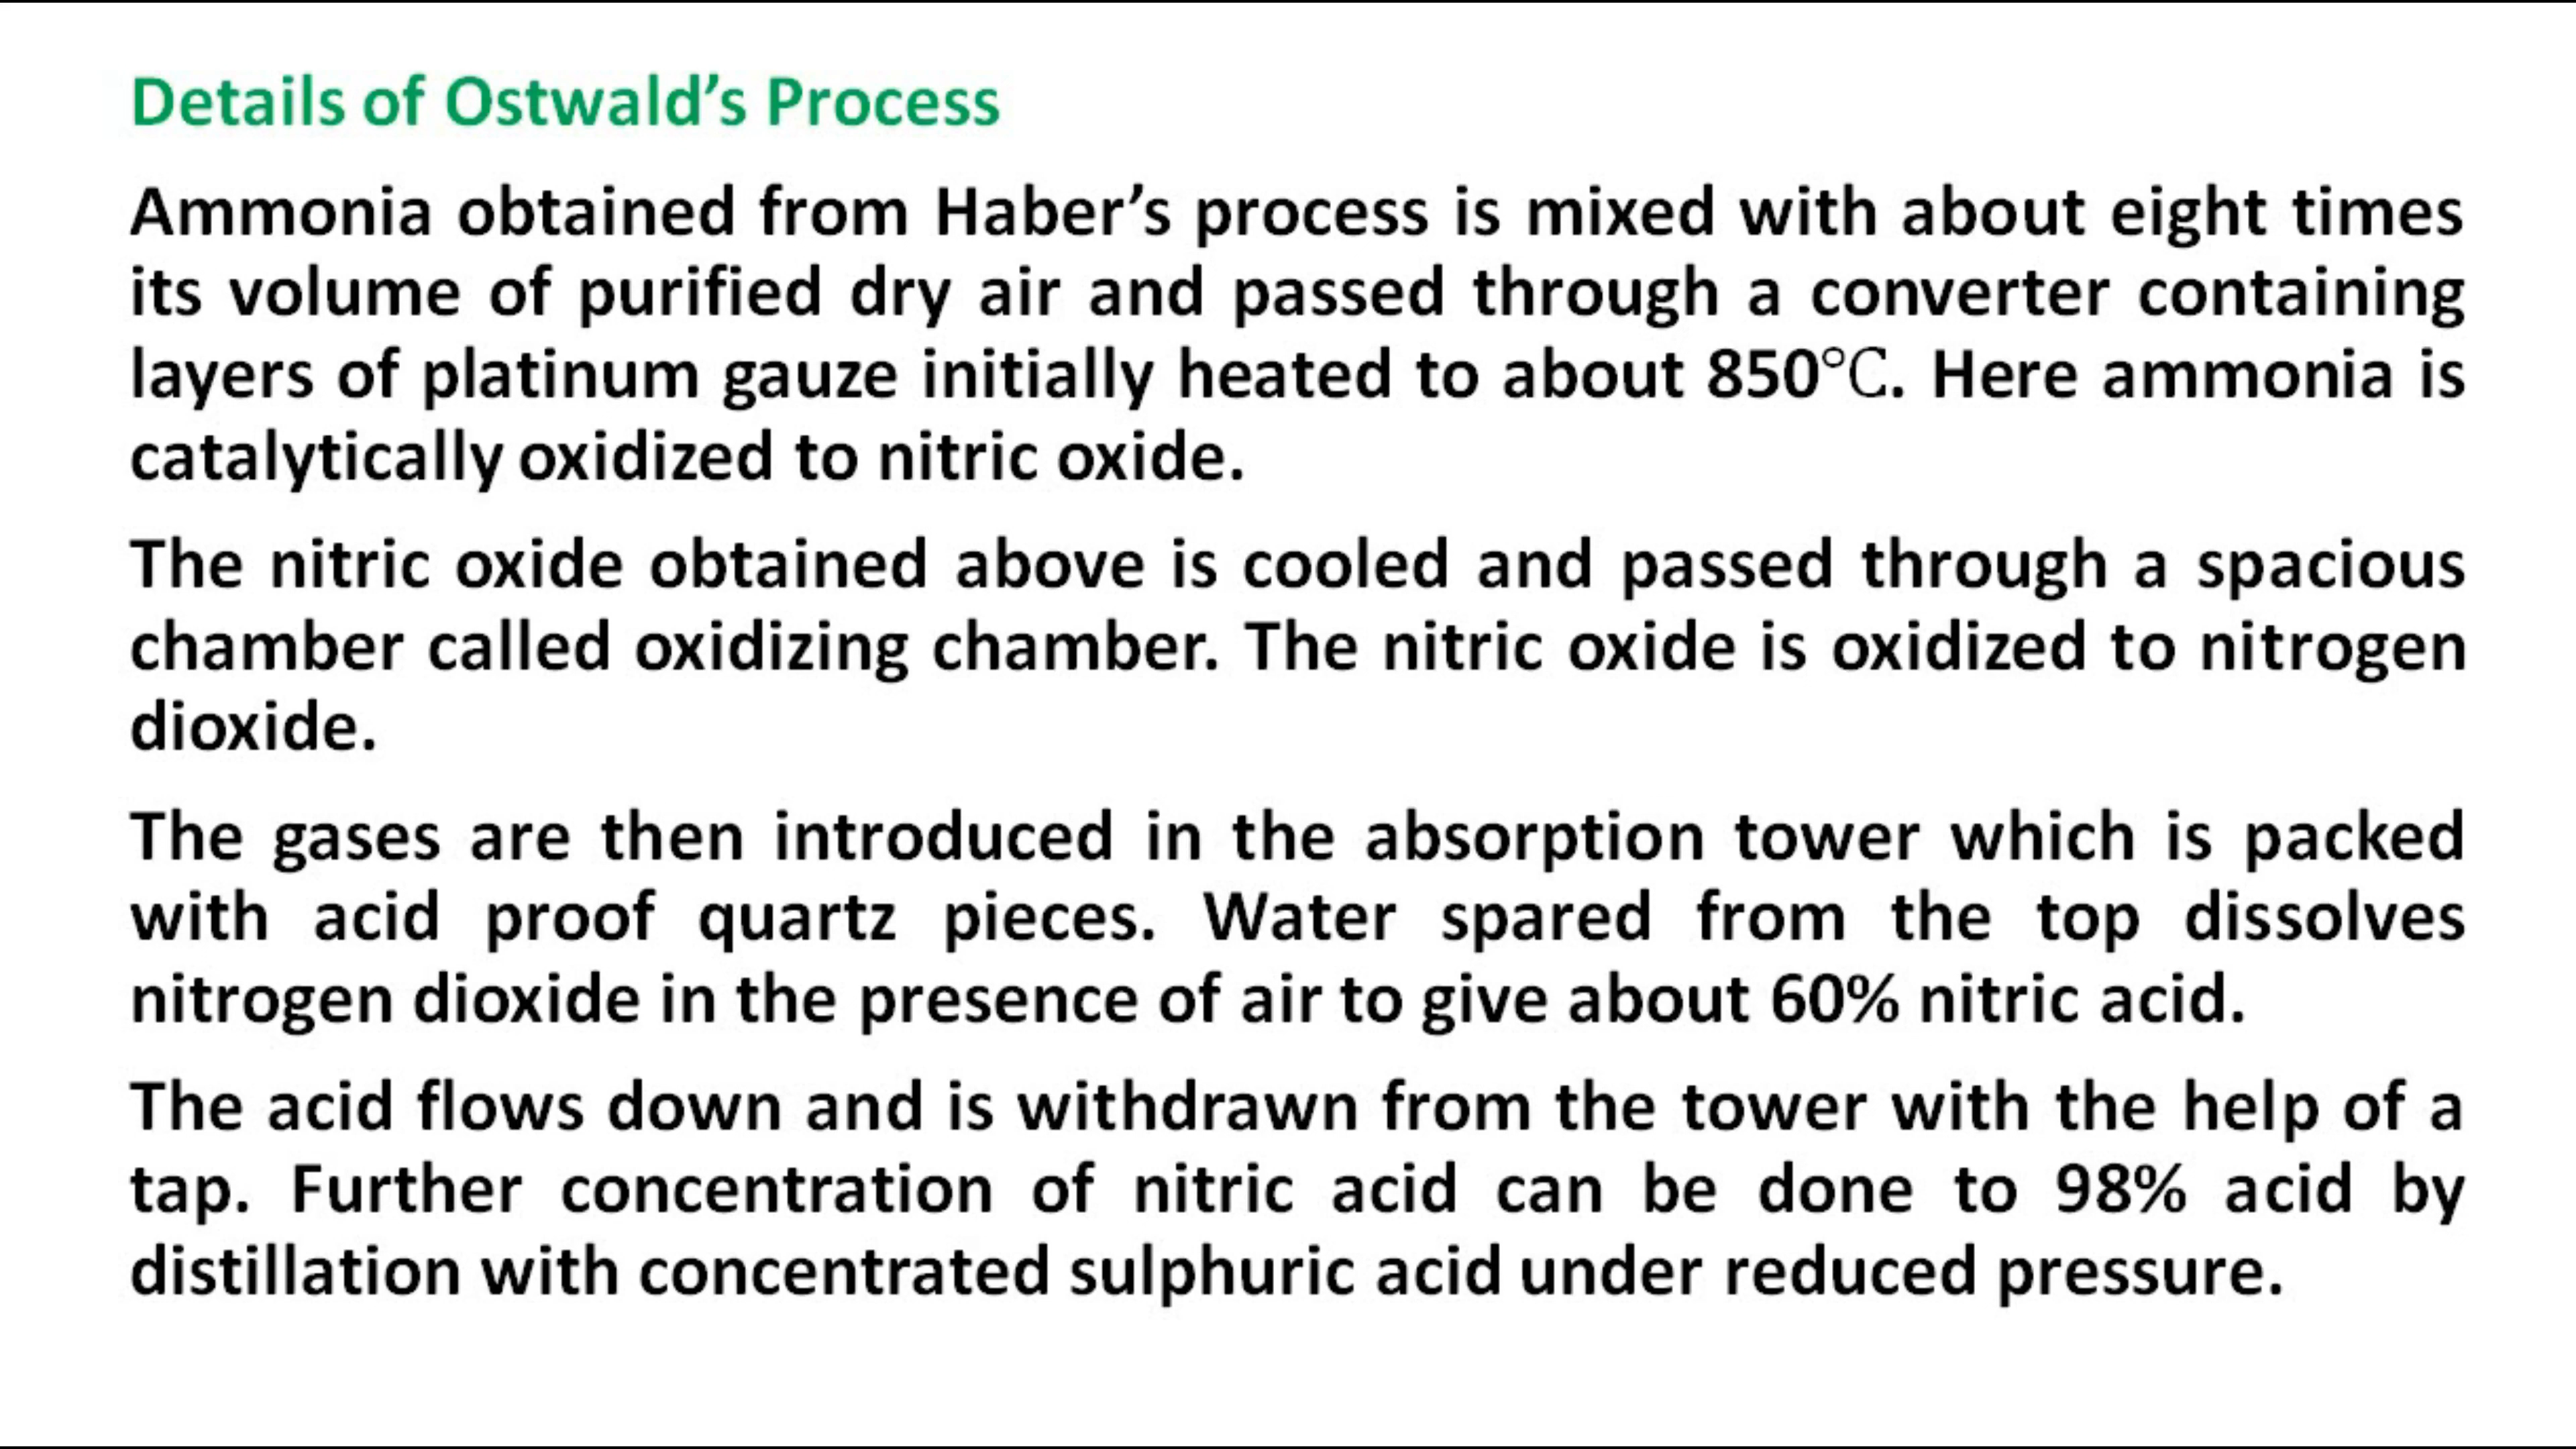 Details of Ostwald’s Process
Ammonia obtained from Haber’s process is mixed with about eight times
its volume of purified dry air and passed through a converter containing
layers of platinum gauze initially heated to about 850°C. Here ammonia is
catalytically oxidized to nitric oxide.
The nitric oxide obtained above is cooled and passed through a spacious
chamber called oxidizing chamber. The nitric oxide is oxidized to nitrogen
dioxide.
The gases are then introduced in the absorption tower which is packed
with acid proof quartz pieces. Water spared from the top dissolves
nitrogen dioxide in the presence of air to give about 60% nitric acid.
The acid flows down and is withdrawn from the tower with the help of a
tap. Further concentration of nitric acid can be done to 98% acid by
distillation with concentrated sulphuric acid under reduced pressure.